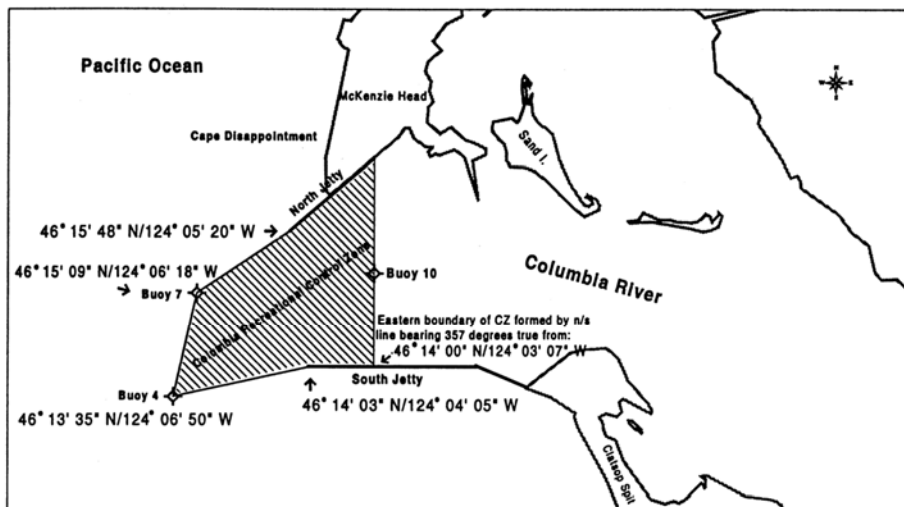 Pacific Ocean
N
W E
S
McKenzie Head
Cape Disappointment
Sand I.
North Jetty
46° 15' 48" N/124° 05' 20" W
46° 15' 09" N/124° 06' 18" W
Buoy 7
Columbia Recreational Control Zone
Buoy 10
Columbia River
Eastern boundary of CZ formed by n/s
line bearing 357 degrees true from:
46° 14' 00" N/124° 03' 07" W
South Jetty
Buoy 4
46° 14' 03" N/124° 04' 05" W
46° 13' 35" N/124° 06' 50" W
Clatsop Spit